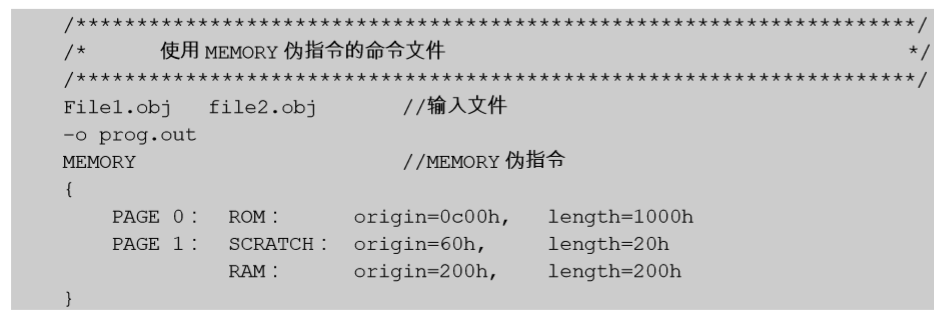 /*********************************************************************/
/* 使用 MEMORY 伪指令的命令文件 */
/*********************************************************************/
File1.obj file2.obj //输入文件
-o prog.out
MEMORY //MEMORY 伪指令
{
PAGE 0： ROM： origin=0c00h, length=1000h
PAGE 1： SCRATCH： origin=60h, length=20h
RAM： origin=200h, length=200h
}